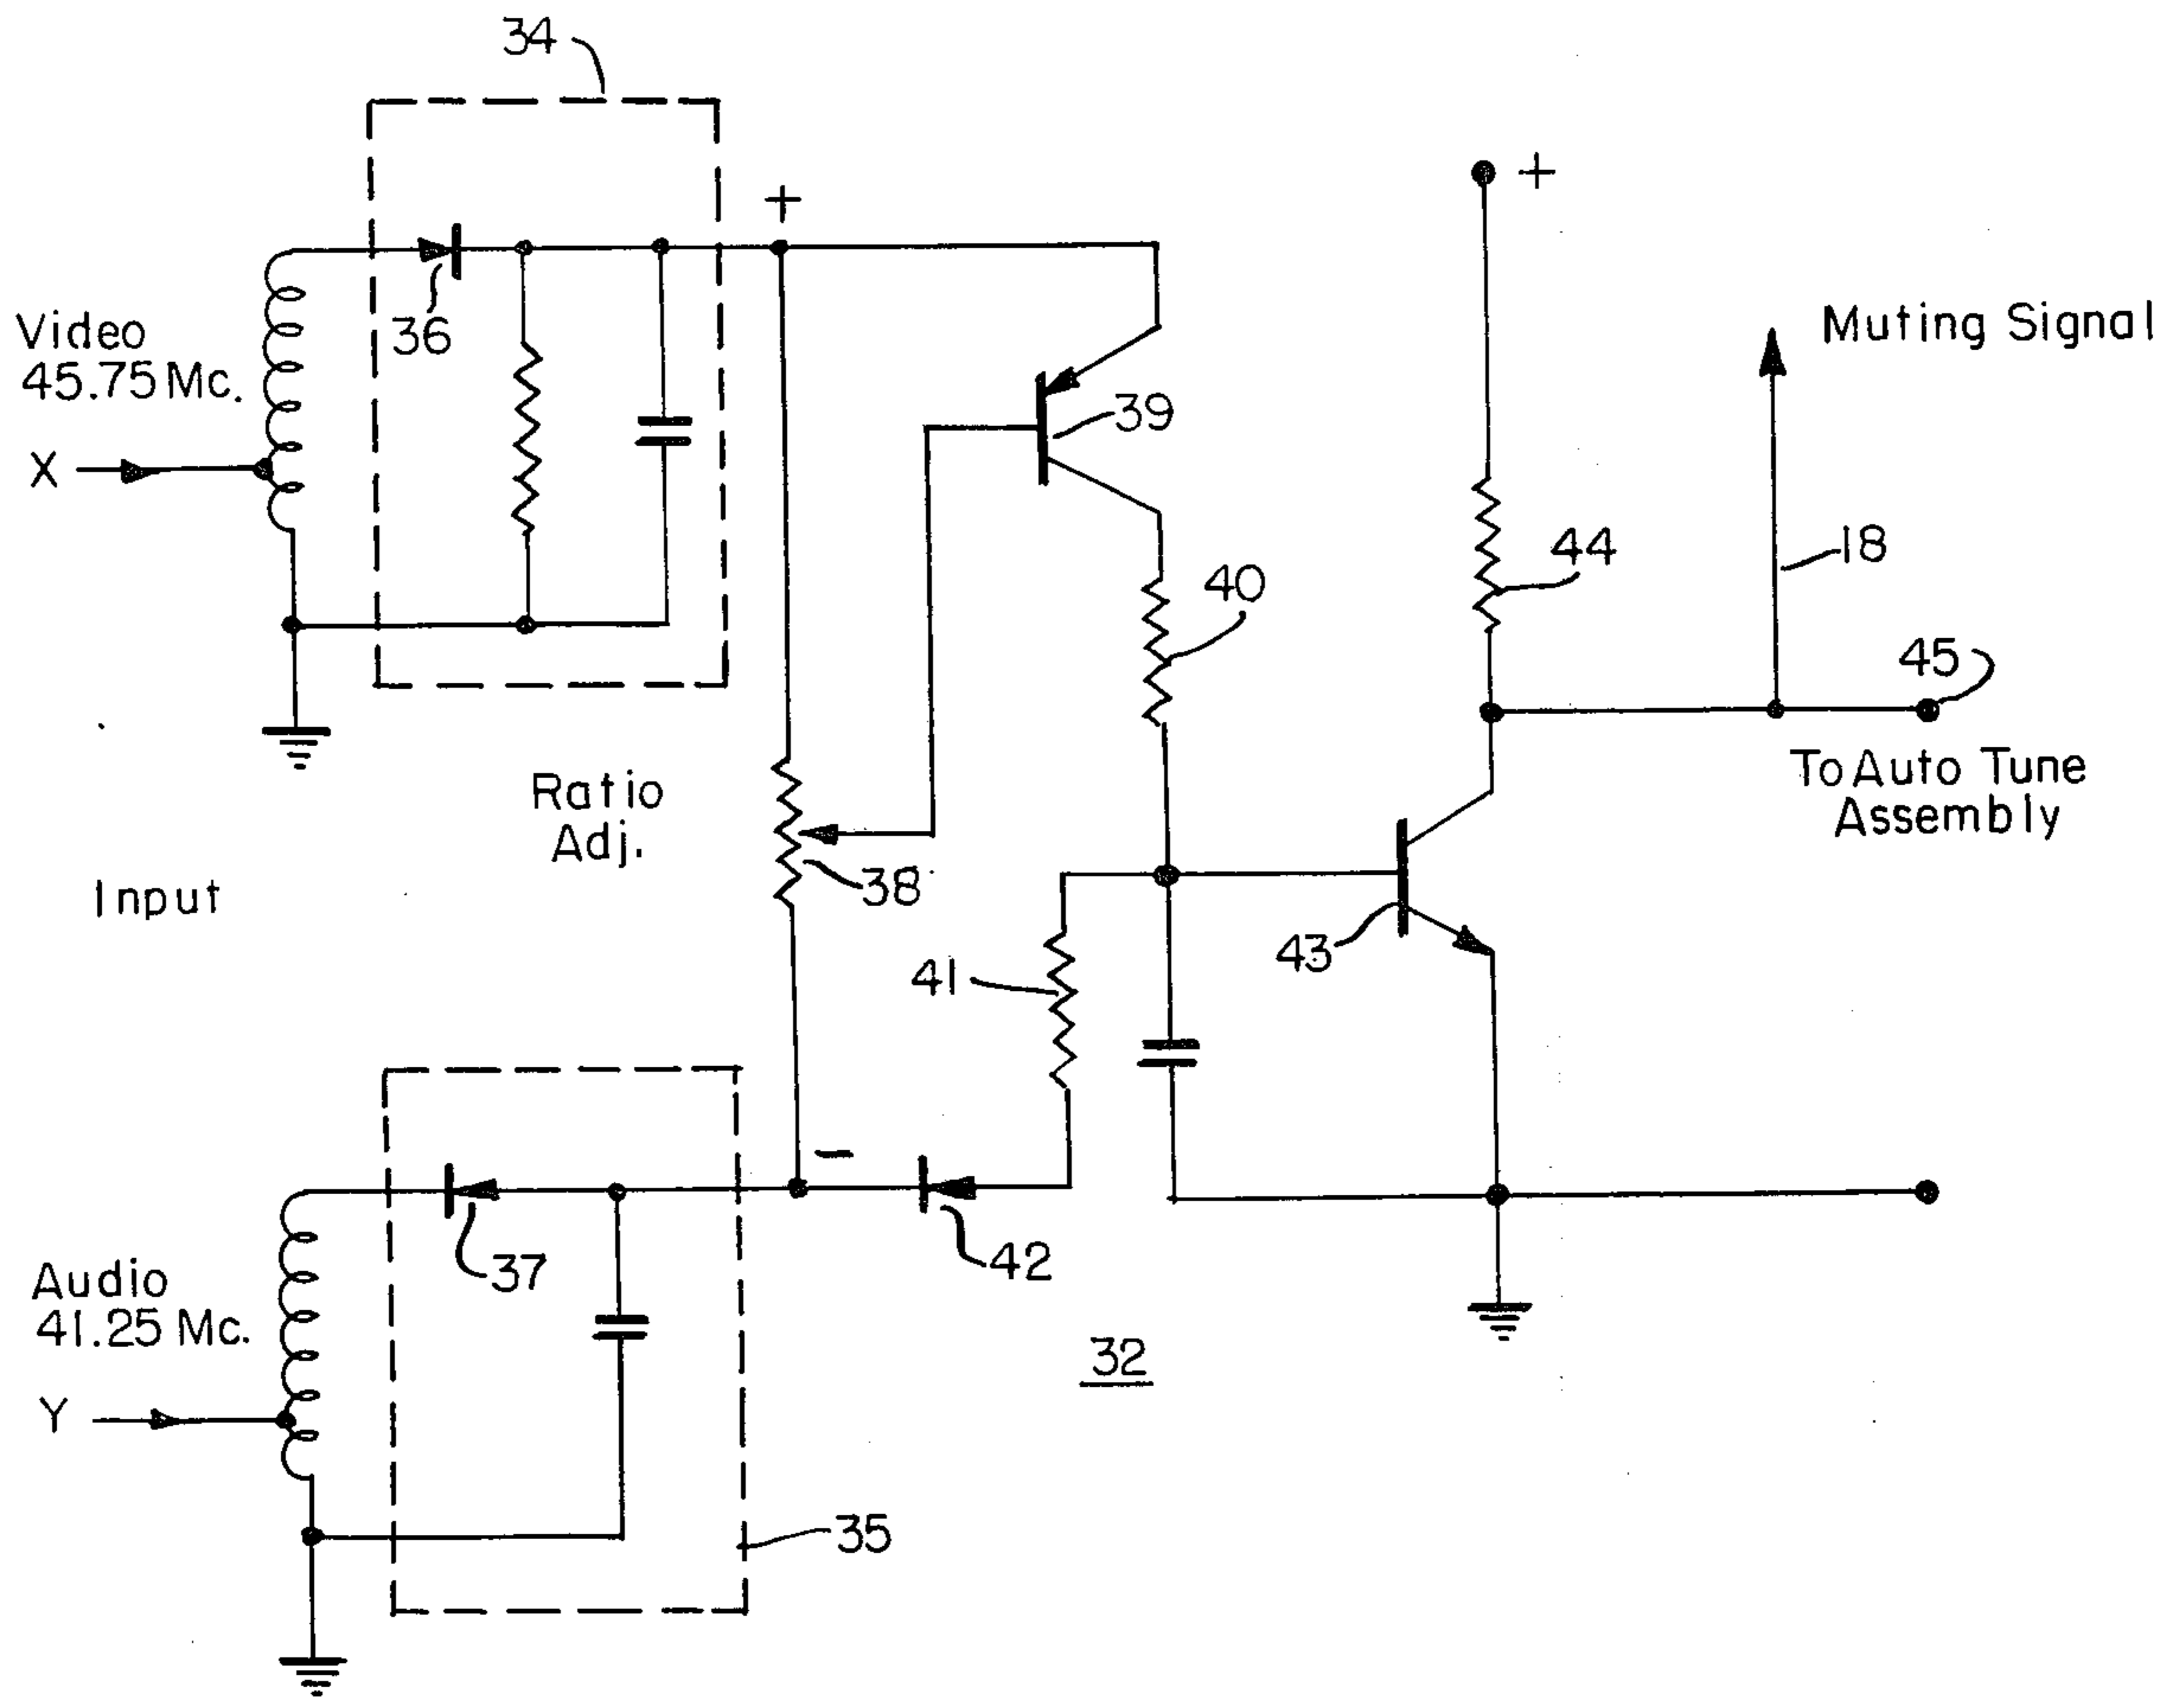 34
+
+
36
Video
45.75 Mc.
Muting Signal
39
X
18
44
40
45
To Auto Tune
Assembly
Ratio
Adj.
38
Input
43
41
-
37
42
Audio
41.25 Mc.
32
Y
35